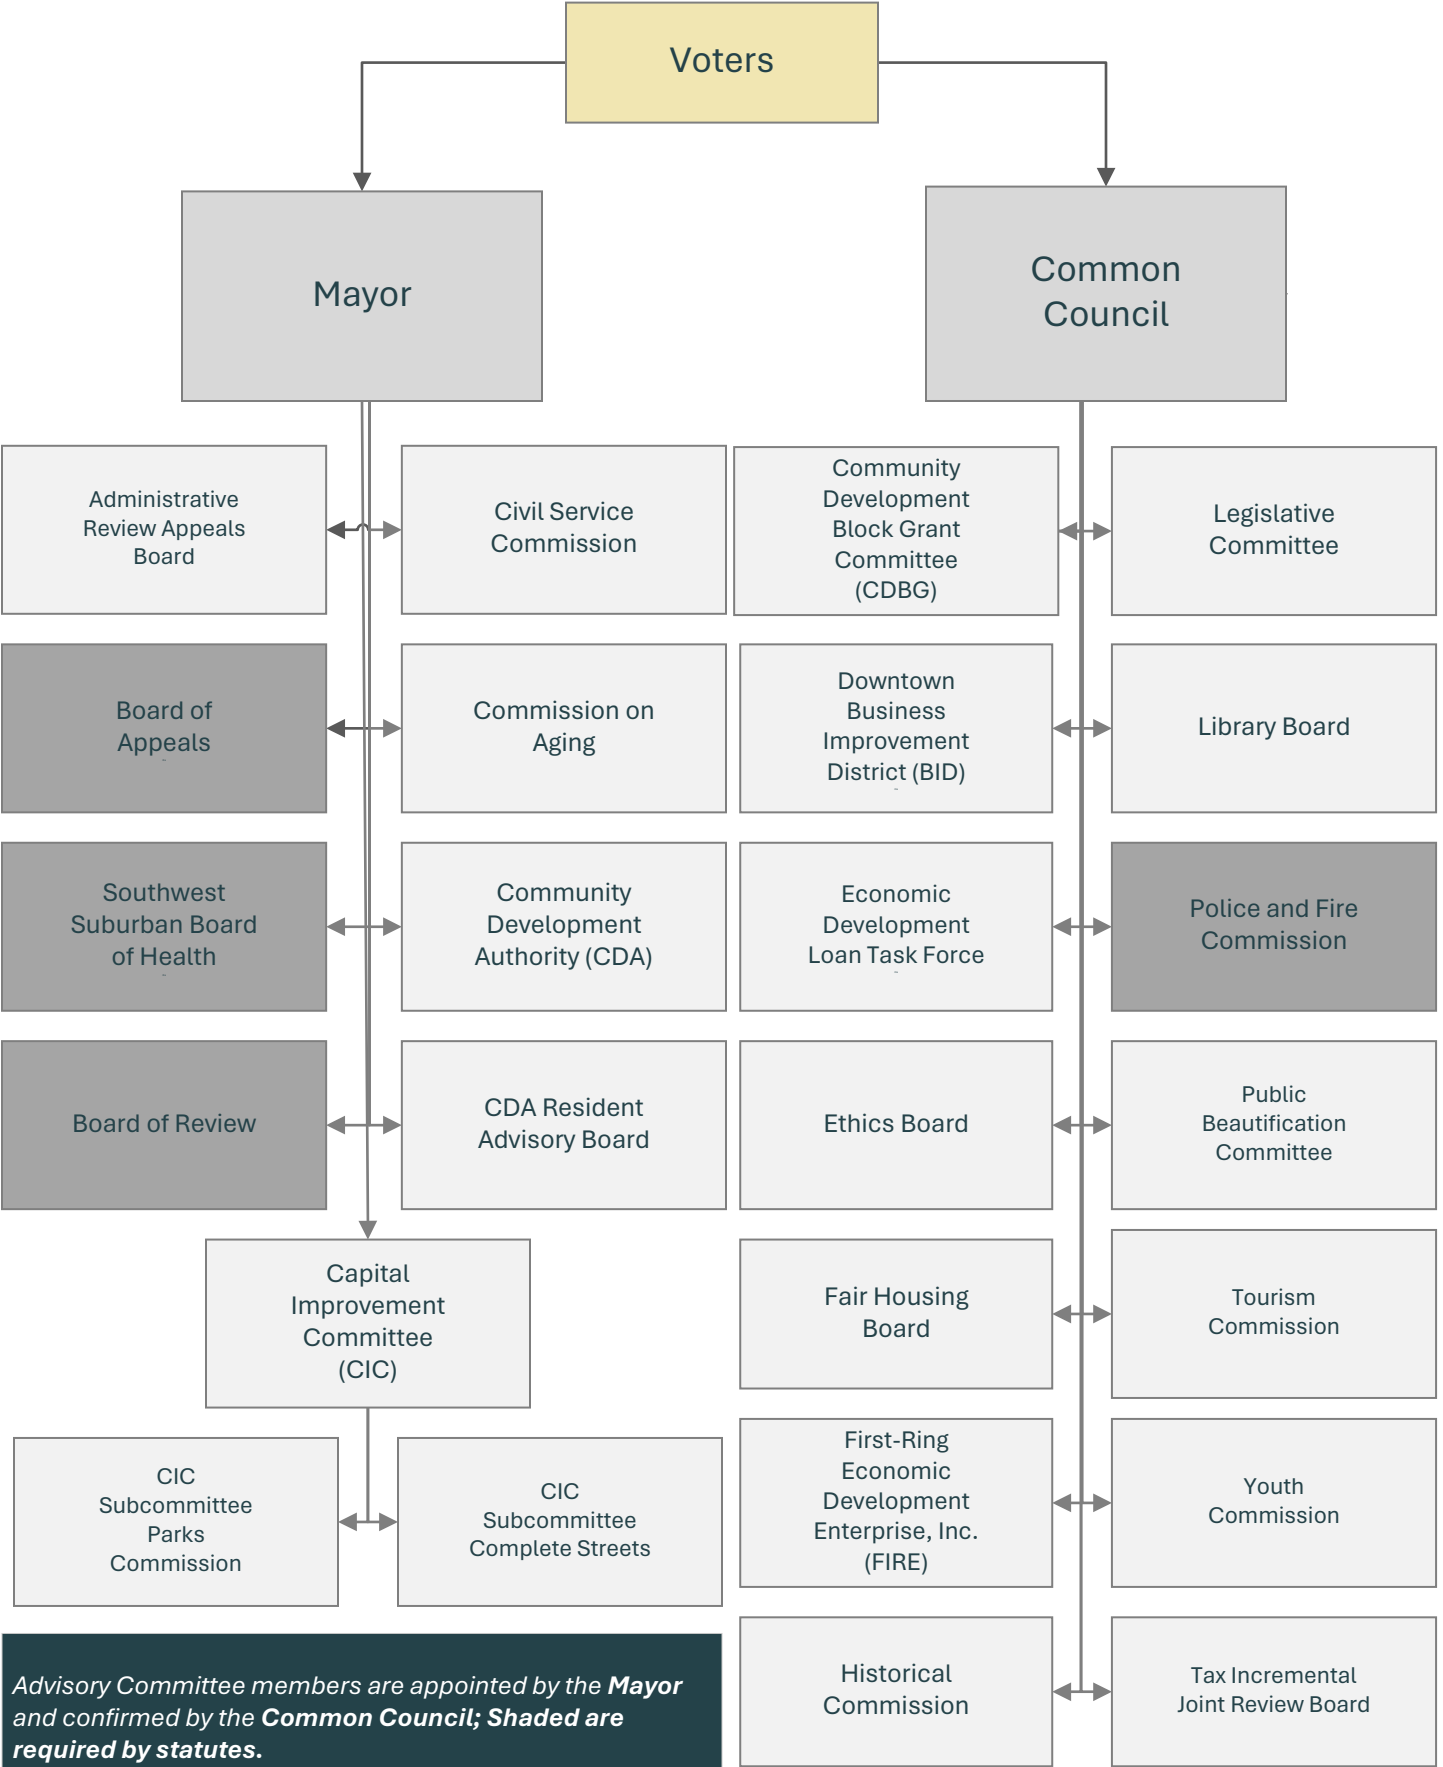 Voters
Mayor
Common
Council
Administrative
Review Appeals
Board
Civil Service
Commission
Community
Development
Block Grant
Committee
(CDBG)
Legislative
Committee
Board of
Appeals
Commission on
Aging
Downtown
Business
Improvement
District (BID)
Library Board
Southwest
Suburban Board
of Health
Community
Development
Authority (CDA)
Economic
Development
Loan Task Force
Police and Fire
Commission
Board of Review
CDA Resident
Advisory Board
Ethics Board
Public
Beautification
Committee
Capital
Improvement
Committee
(CIC)
Fair Housing
Board
Tourism
Commission
CIC
Subcommittee
Parks
Commission
CIC
Subcommittee
Complete Streets
First-Ring
Economic
Development
Enterprise, Inc.
(FIRE)
Youth
Commission
Historical
Commission
Tax Incremental
Joint Review Board
Advisory Committee members are appointed by the Mayor
and confirmed by the Common Council; Shaded are
required by statutes.